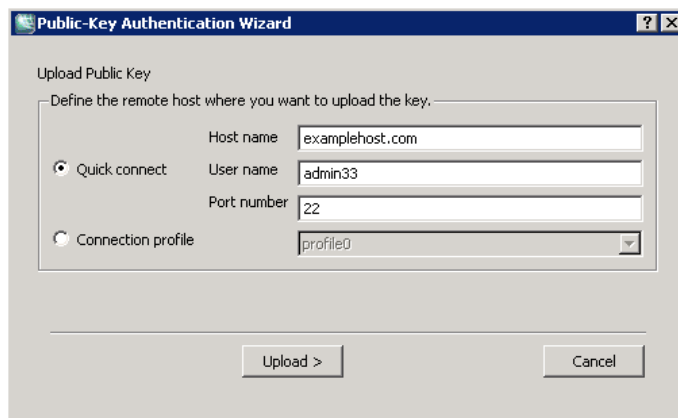 Public-Key Authentication Wizard
Upload Public Key
Define the remote host where you want to upload the key.
Host name examplehost.com
Quick connect User name admin33
Port number 22
Connection profile profile0
Upload > Cancel